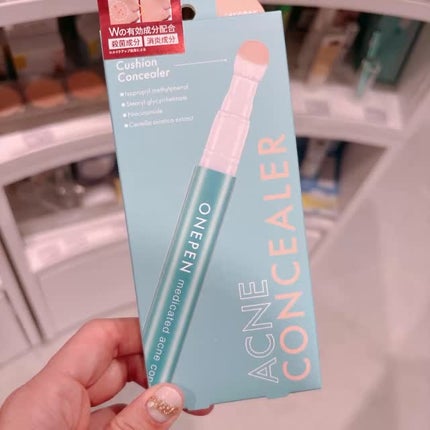 Wの有効成分配合
殺菌成分 消炎成分
Cushion
Concealer
Isopropyl methylphenol
Stearyl glycyrrhetinate
Niacinamide
Centella asiatica extract
ONEPEN medicated acne con
ACNE
CONCEALER